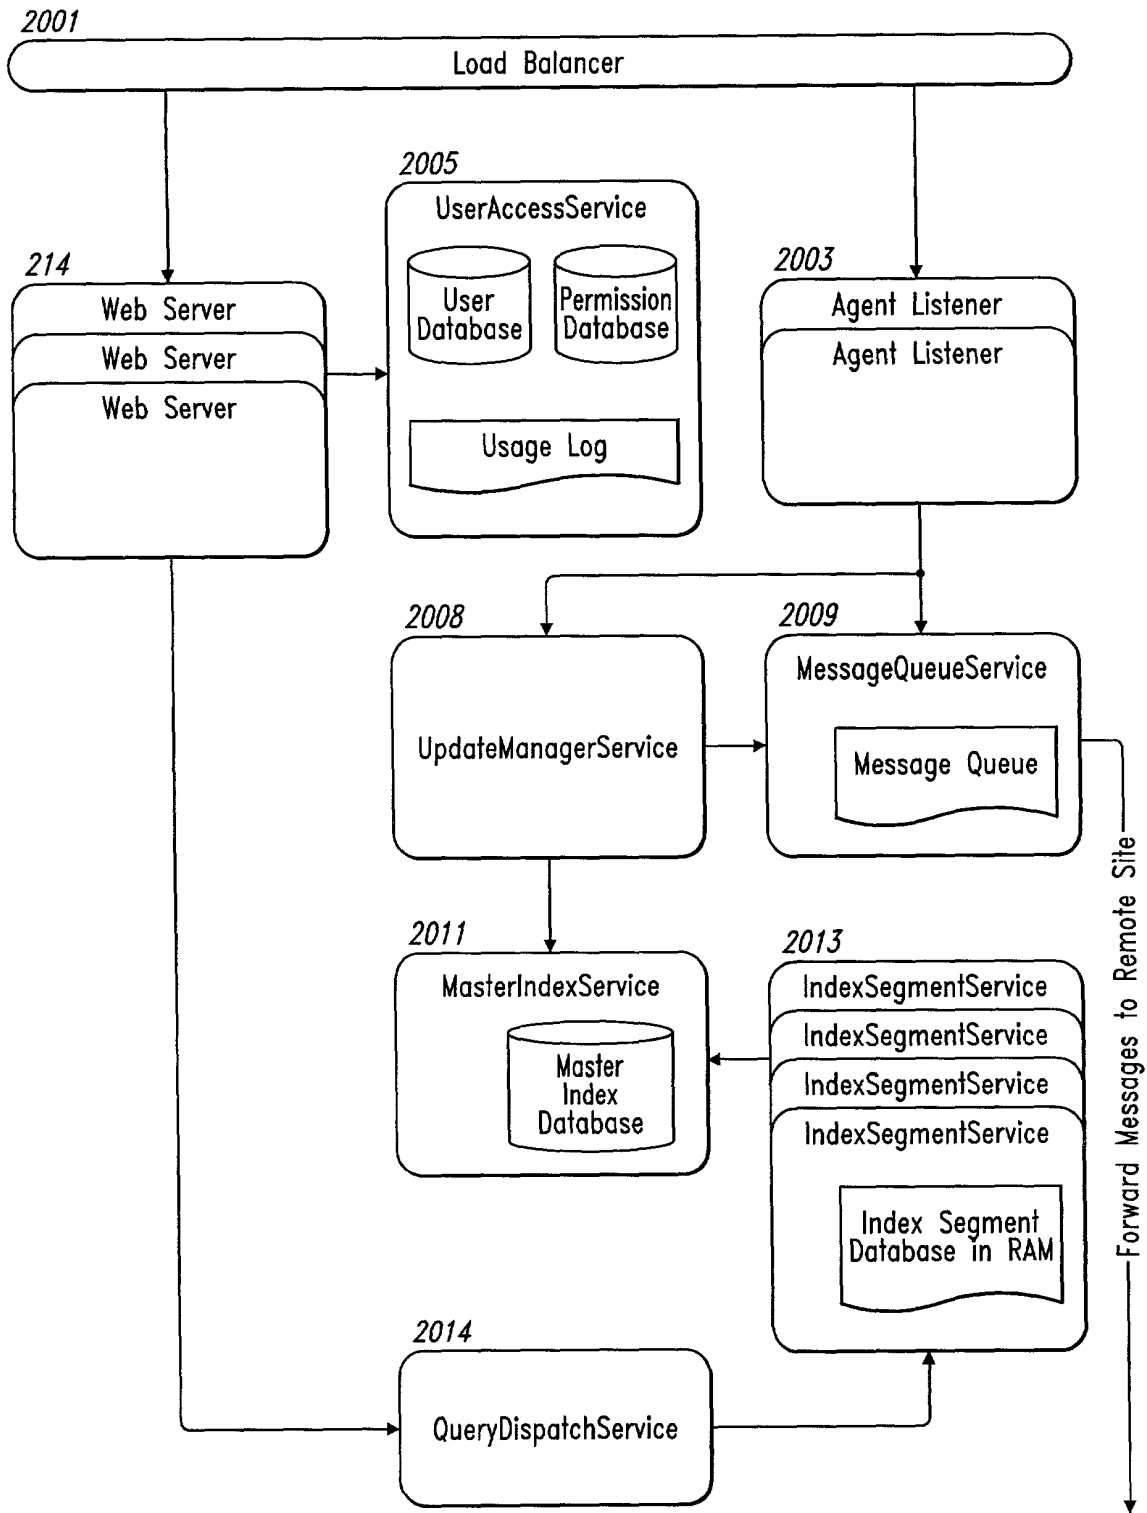 2001
Load Balancer
2005
UserAccessService
User
Database
Permission
Database
Usage Log
214
Web Server
Web Server
Web Server
2003
Agent Listener
Agent Listener
2008
UpdateManagerService
2009
MessageQueueService
Message Queue
Forward Messages to Remote Site
2011
MasterIndexService
Master
Index
Database
2013
IndexSegmentService
IndexSegmentService
IndexSegmentService
IndexSegmentService
Index Segment
Database in RAM
2014
QueryDispatchService